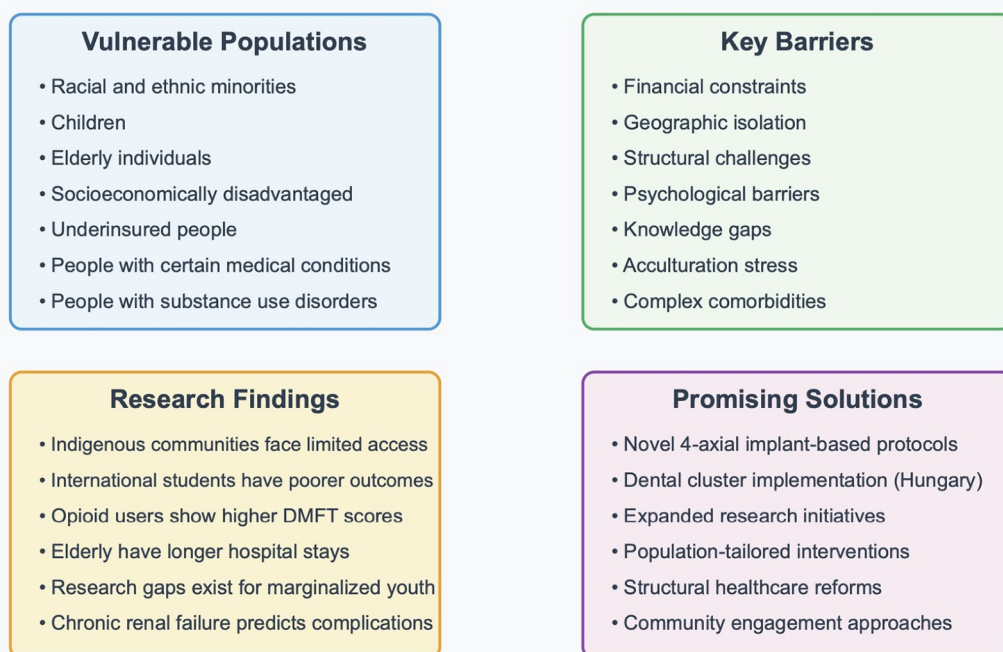 Vulnerable Populations
• Racial and ethnic minorities
• Children
• Elderly individuals
• Socioeconomically disadvantaged
• Underinsured people
• People with certain medical conditions
• People with substance use disorders
Key Barriers
• Financial constraints
• Geographic isolation
• Structural challenges
• Psychological barriers
• Knowledge gaps
• Acculturation stress
• Complex comorbidities
Research Findings
• Indigenous communities face limited access
• International students have poorer outcomes
• Opioid users show higher DMFT scores
• Elderly have longer hospital stays
• Research gaps exist for marginalized youth
• Chronic renal failure predicts complications
Promising Solutions
• Novel 4-axial implant-based protocols
• Dental cluster implementation (Hungary)
• Expanded research initiatives
• Population-tailored interventions
• Structural healthcare reforms
• Community engagement approaches